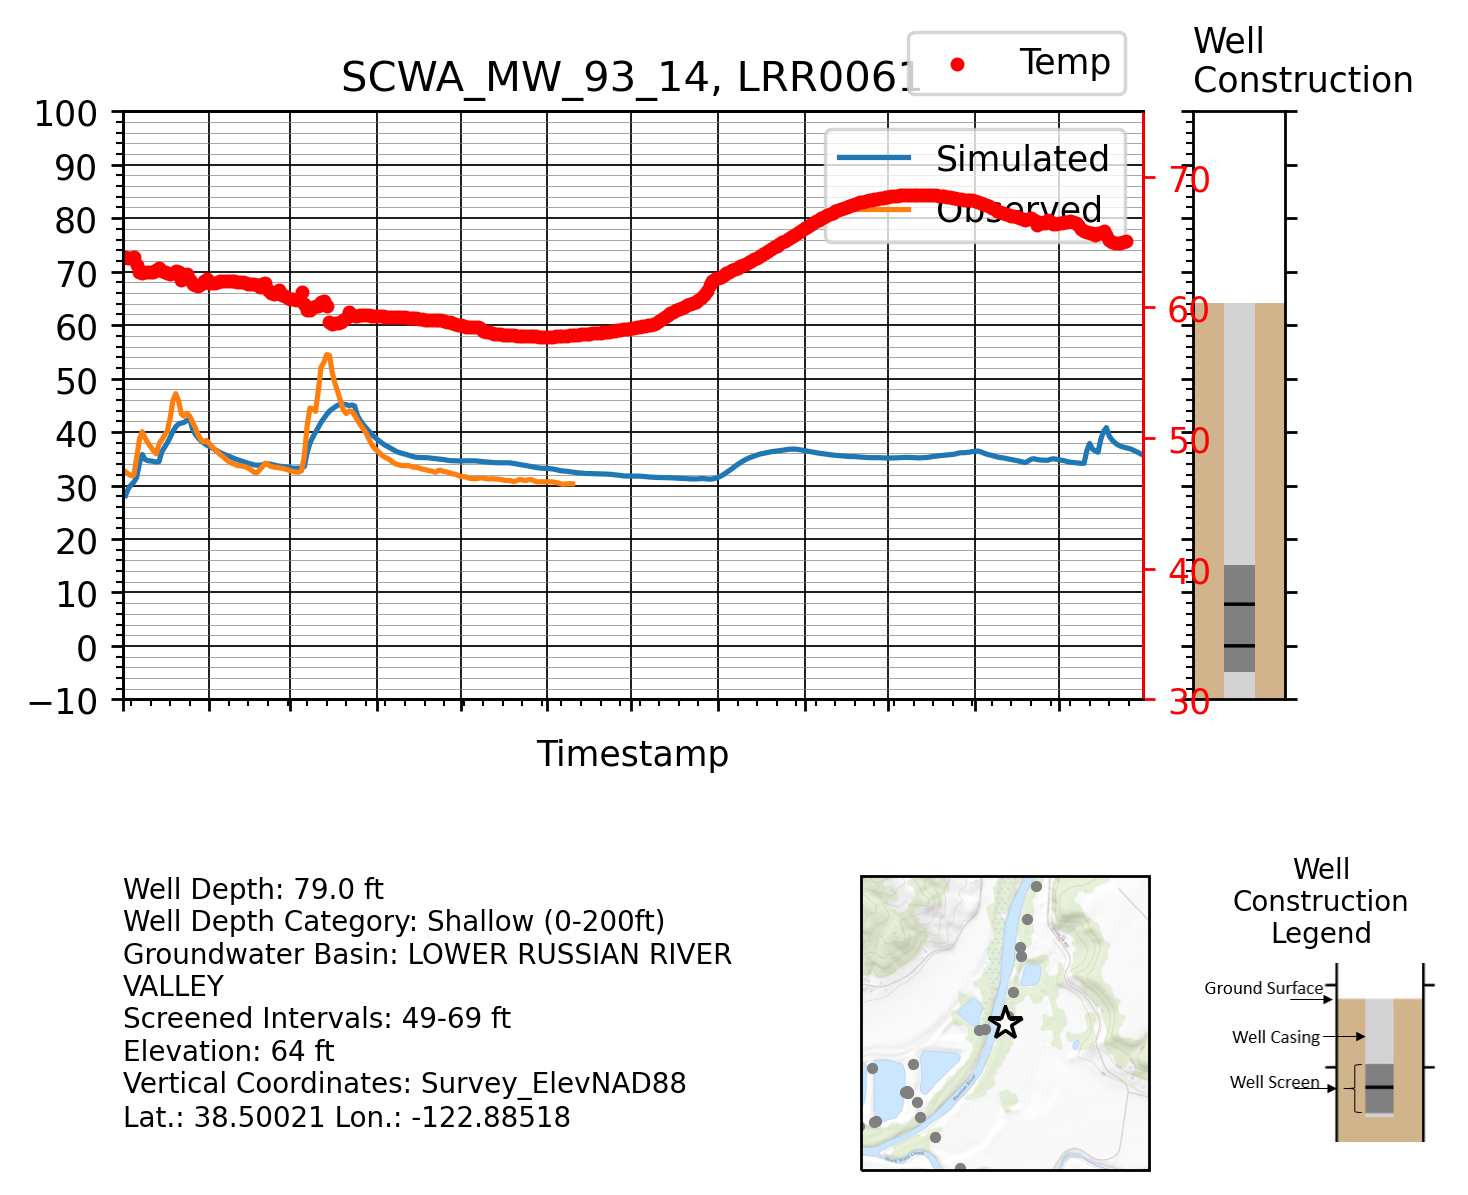 Well
Construction
SCWA_MW_93_14, LRR0061
Temp
Simulated
Observed
100
90
80
70
60
50
40
30
20
10
0
−10
70
60
50
40
30
Timestamp
Well Depth: 79.0 ft
Well Depth Category: Shallow (0-200ft)
Groundwater Basin: LOWER RUSSIAN RIVER
VALLEY
Screened Intervals: 49-69 ft
Elevation: 64 ft
Vertical Coordinates: Survey_ElevNAD88
Lat.: 38.50021 Lon.: -122.88518
Well
Construction
Legend
Ground Surface
Well Casing
Well Screen